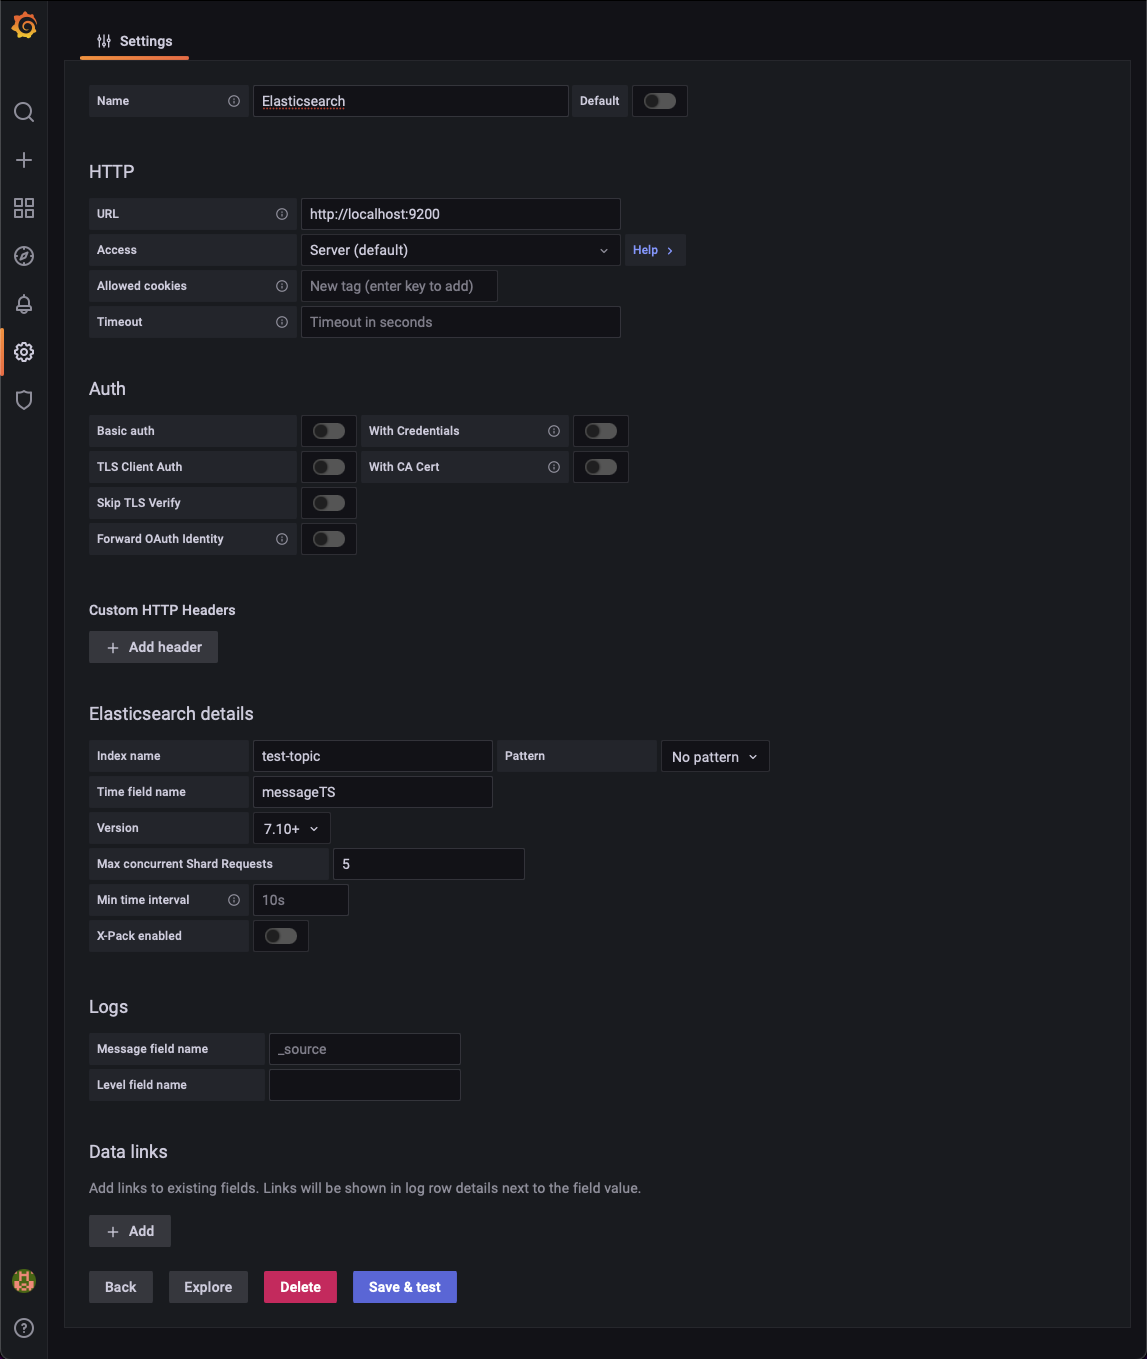 Settings
Name Elasticsearch Default
HTTP
URL http://localhost:9200
Access Server (default) Help
Allowed cookies New tag (enter key to add)
Timeout Timeout in seconds
Auth
Basic auth With Credentials
TLS Client Auth With CA Cert
Skip TLS Verify
Forward OAuth Identity
Custom HTTP Headers
+ Add header
Elasticsearch details
Index name test-topic Pattern No pattern
Time field name messageTS
Version 7.10+
Max concurrent Shard Requests 5
Min time interval 10s
X-Pack enabled
Logs
Message field name _source
Level field name
Data links
Add links to existing fields. Links will be shown in log row details next to the field value.
+ Add
Back Explore Delete Save & test